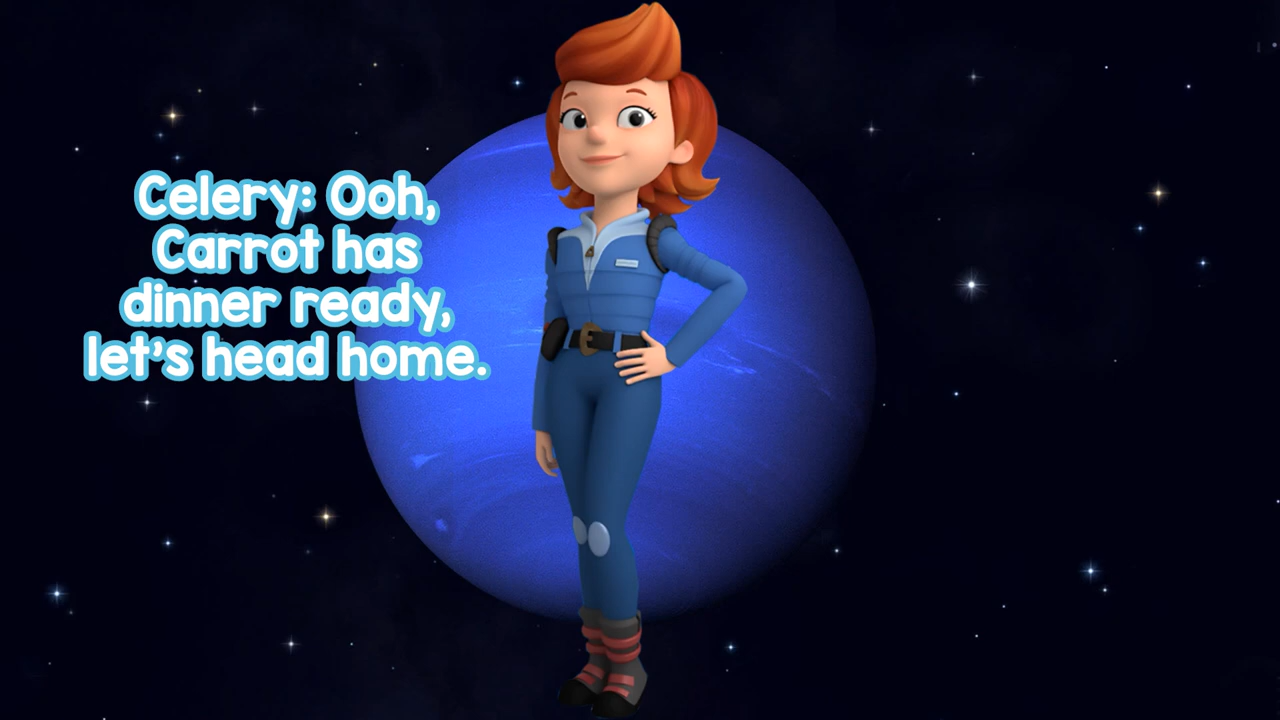 Celery: Ooh,
Carrot has
dinner ready,
let's head home.